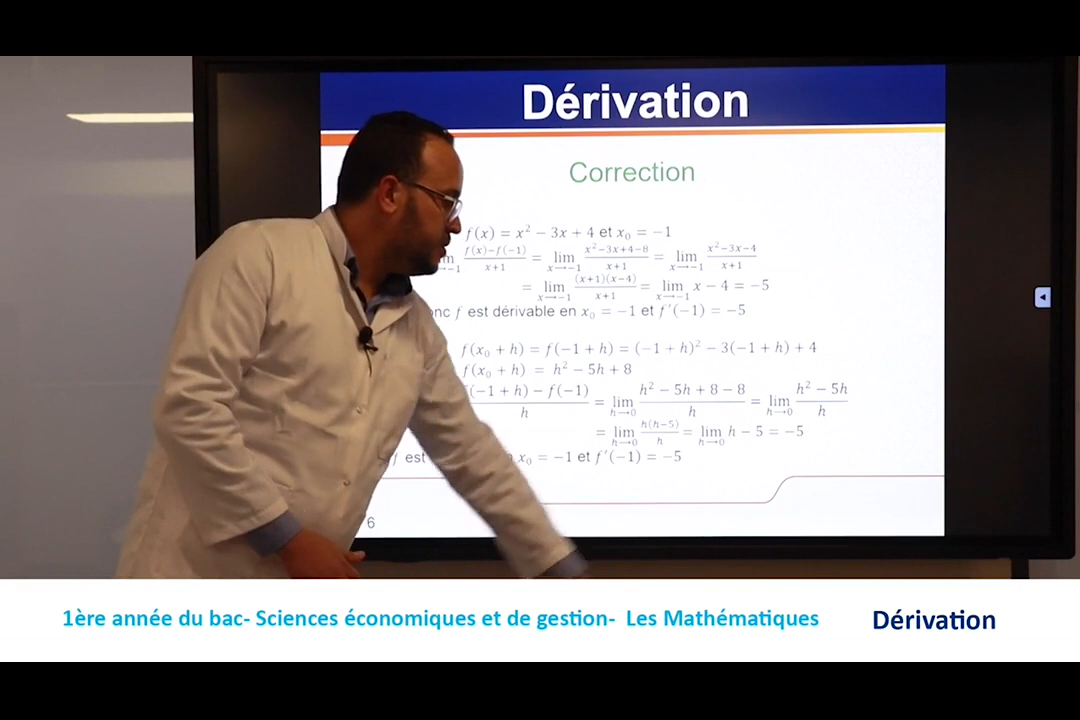 Dérivation
Correction
f(x) = x² − 3x + 4 et x₀ = −1
f(x)−f(−1) / x+1 = lim x→−1 x²−3x+4−8 / x+1 = lim x→−1 x²−3x−4 / x+1
= lim x→−1 (x+1)(x−4) / x+1 = lim x→−1 x − 4 = −5
f est dérivable en x₀ = −1 et f′(−1) = −5
f(x₀ + h) = f(−1 + h) = (−1 + h)² − 3(−1 + h) + 4
f(x₀ + h) = h² − 5h + 8
(−1 + h) − f(−1) / h = lim h→0 h² − 5h + 8 − 8 / h = lim h→0 h² − 5h / h
= lim h→0 h(h−5) / h = lim h→0 h − 5 = −5
f est x₀ = −1 et f′(−1) = −5
6
1ère année du bac- Sciences économiques et de gestion- Les Mathématiques
Dérivation